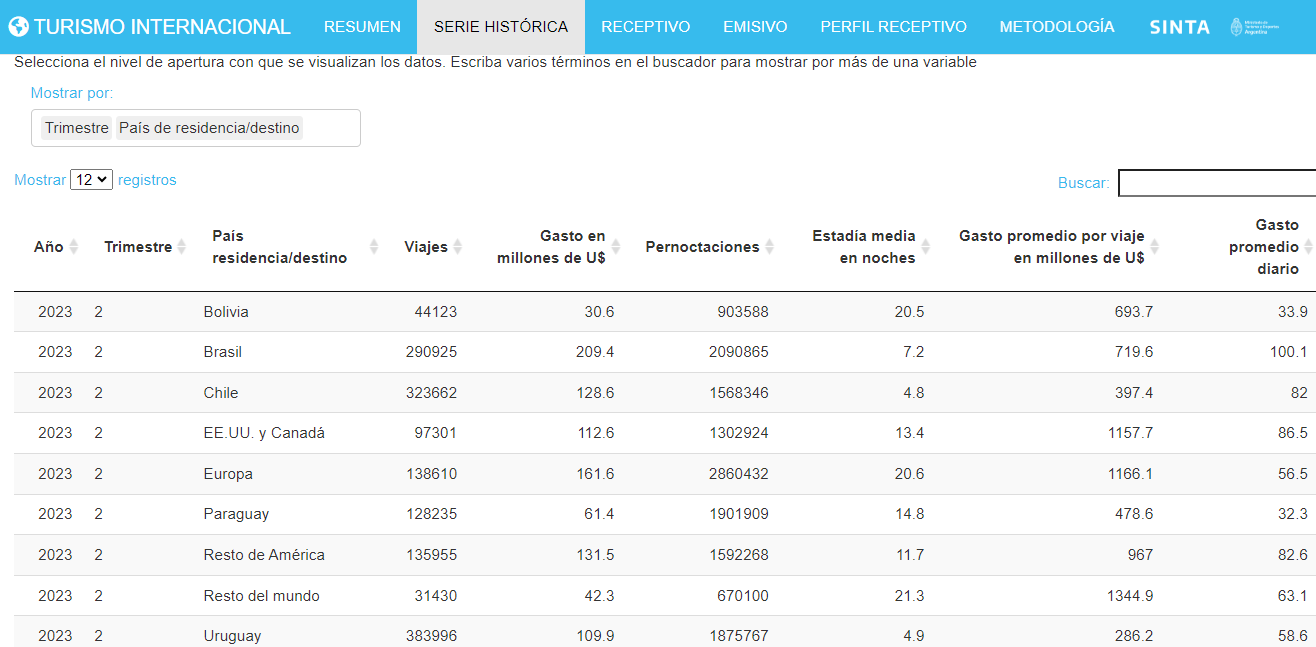 TURISMO INTERNACIONAL RESUMEN SERIE HISTÓRICA RECEPTIVO EMISIVO PERFIL RECEPTIVO METODOLOGÍA SINTA
Selecciona el nivel de apertura con que se visualizan los datos. Escriba varios términos en el buscador para mostrar por más de una variable
Mostrar por:
Trimestre País de residencia/destino
Mostrar 12 registros
Buscar:
Año Trimestre País residencia/destino Viajes Gasto en millones de U$ Pernoctaciones Estadía media en noches Gasto promedio por viaje en millones de U$ Gasto promedio diario
2023 2 Bolivia 44123 30.6 903588 20.5 693.7 33.9
2023 2 Brasil 290925 209.4 2090865 7.2 719.6 100.1
2023 2 Chile 323662 128.6 1568346 4.8 397.4 82
2023 2 EE.UU. y Canadá 97301 112.6 1302924 13.4 1157.7 86.5
2023 2 Europa 138610 161.6 2860432 20.6 1166.1 56.5
2023 2 Paraguay 128235 61.4 1901909 14.8 478.6 32.3
2023 2 Resto de América 135955 131.5 1592268 11.7 967 82.6
2023 2 Resto del mundo 31430 42.3 670100 21.3 1344.9 63.1
2023 2 Uruguay 383996 109.9 1875767 4.9 286.2 58.6